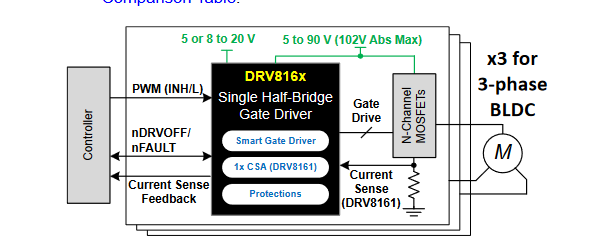 Comparison Table.
5 or 8 to 20 V
5 to 90 V (102V Abs Max)
x3 for
3-phase
BLDC
DRV816x
Single Half-Bridge
Gate Driver
Smart Gate Driver
1x CSA (DRV8161)
Protections
Controller
PWM (INH/L)
nDRVOFF/
nFAULT
Current Sense
Feedback
Gate
Drive
N-Channel
MOSFETs
Current
Sense
(DRV8161)
M